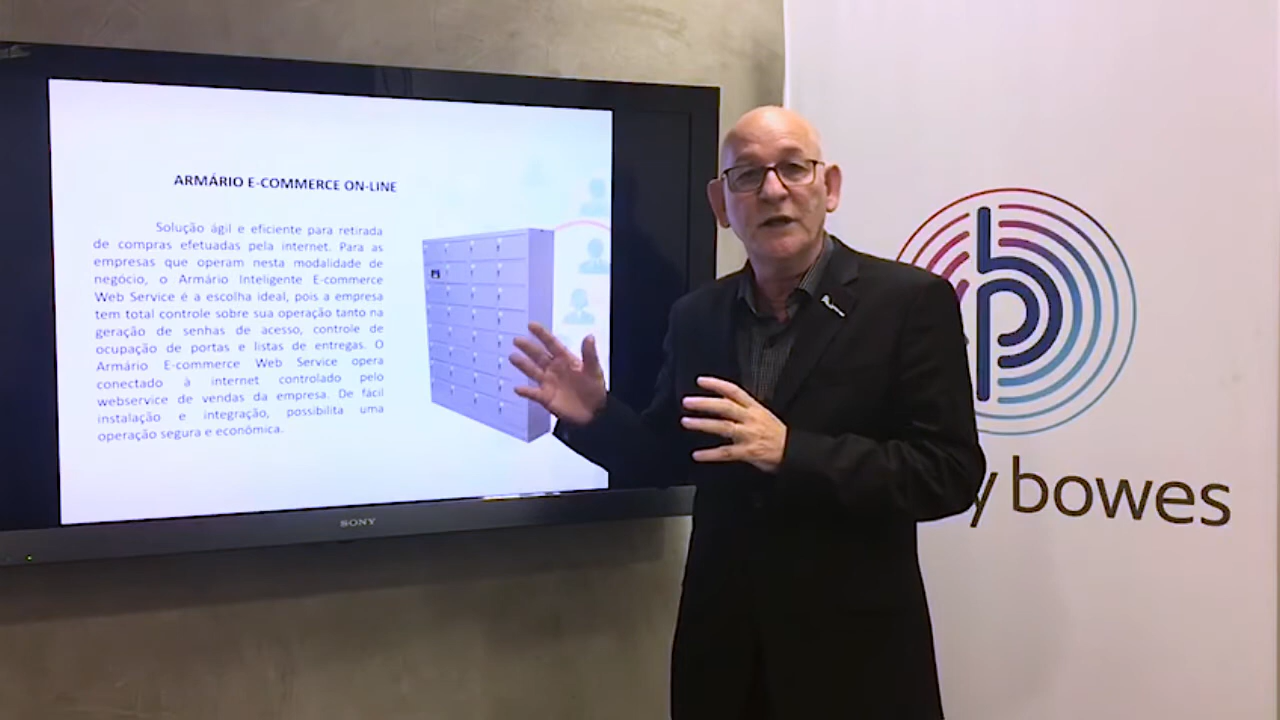 ARMÁRIO E-COMMERCE ON-LINE
Solução ágil e eficiente para retirada
de compras efetuadas pela internet. Para as
empresas que operam nesta modalidade de
negócio, o Armário Inteligente E-commerce
Web Service é a escolha ideal, pois a empresa
tem total controle sobre sua operação tanto na
geração de senhas de acesso, controle de
ocupação de portas e listas de entregas. O
Armário E-commerce Web Service opera
conectado à internet controlado pelo
webservice de vendas da empresa. De fácil
instalação e integração, possibilita uma
operação segura e econômica.
SONY
y bowes